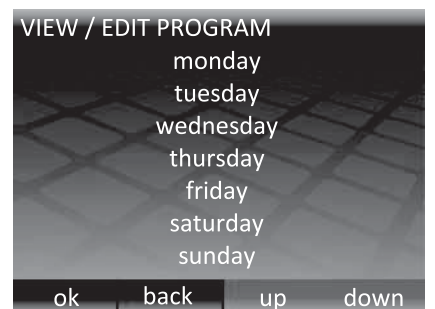 VIEW / EDIT PROGRAM
monday
tuesday
wednesday
thursday
friday
saturday
sunday
ok back up down